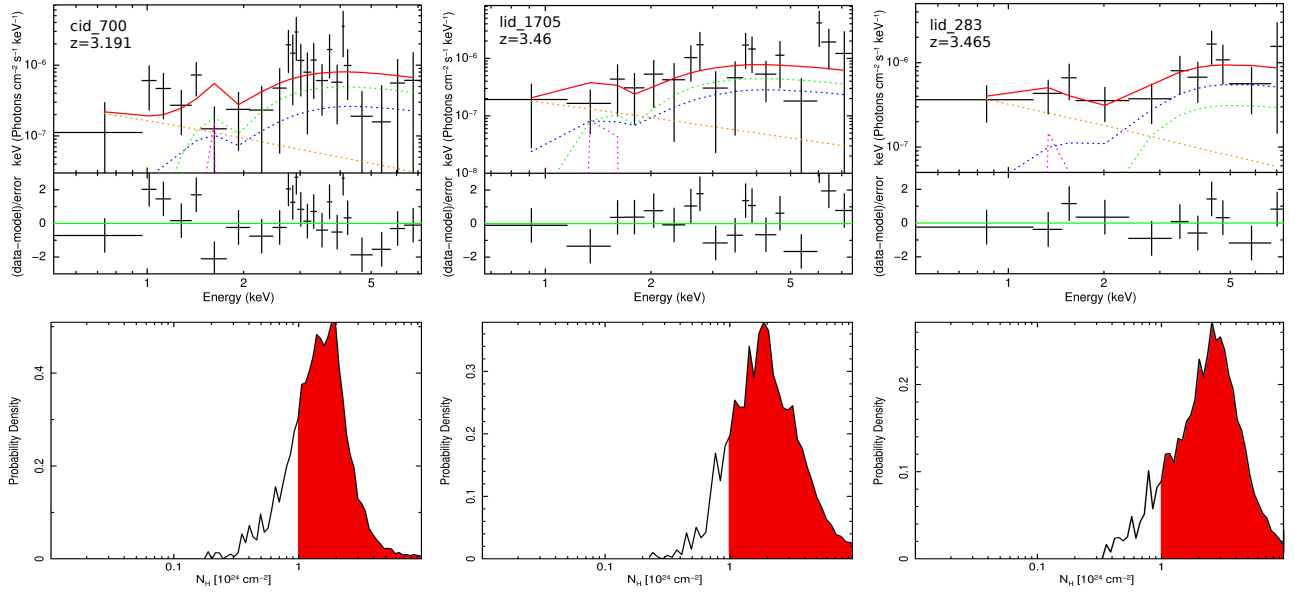 cid_700
z=3.191
keV (Photons cm⁻² s⁻¹ keV⁻¹)
10⁻⁶
10⁻⁷
(data−model)/error
2
0
−2
1
2
5
Energy (keV)
lid_1705
z=3.46
keV (Photons cm⁻² s⁻¹ keV⁻¹)
10⁻⁶
10⁻⁷
10⁻⁸
(data−model)/error
2
0
−2
1
2
5
Energy (keV)
lid_283
z=3.465
keV (Photons cm⁻² s⁻¹ keV⁻¹)
10⁻⁶
10⁻⁷
(data−model)/error
2
0
−2
1
2
5
Energy (keV)
Probability Density
0.4
0.2
0
0.1
1
N_H [10²⁴ cm⁻²]
Probability Density
0.3
0.2
0.1
0
0.1
1
N_H [10²⁴ cm⁻²]
Probability Density
0.2
0.1
0
0.1
1
N_H [10²⁴ cm⁻²]